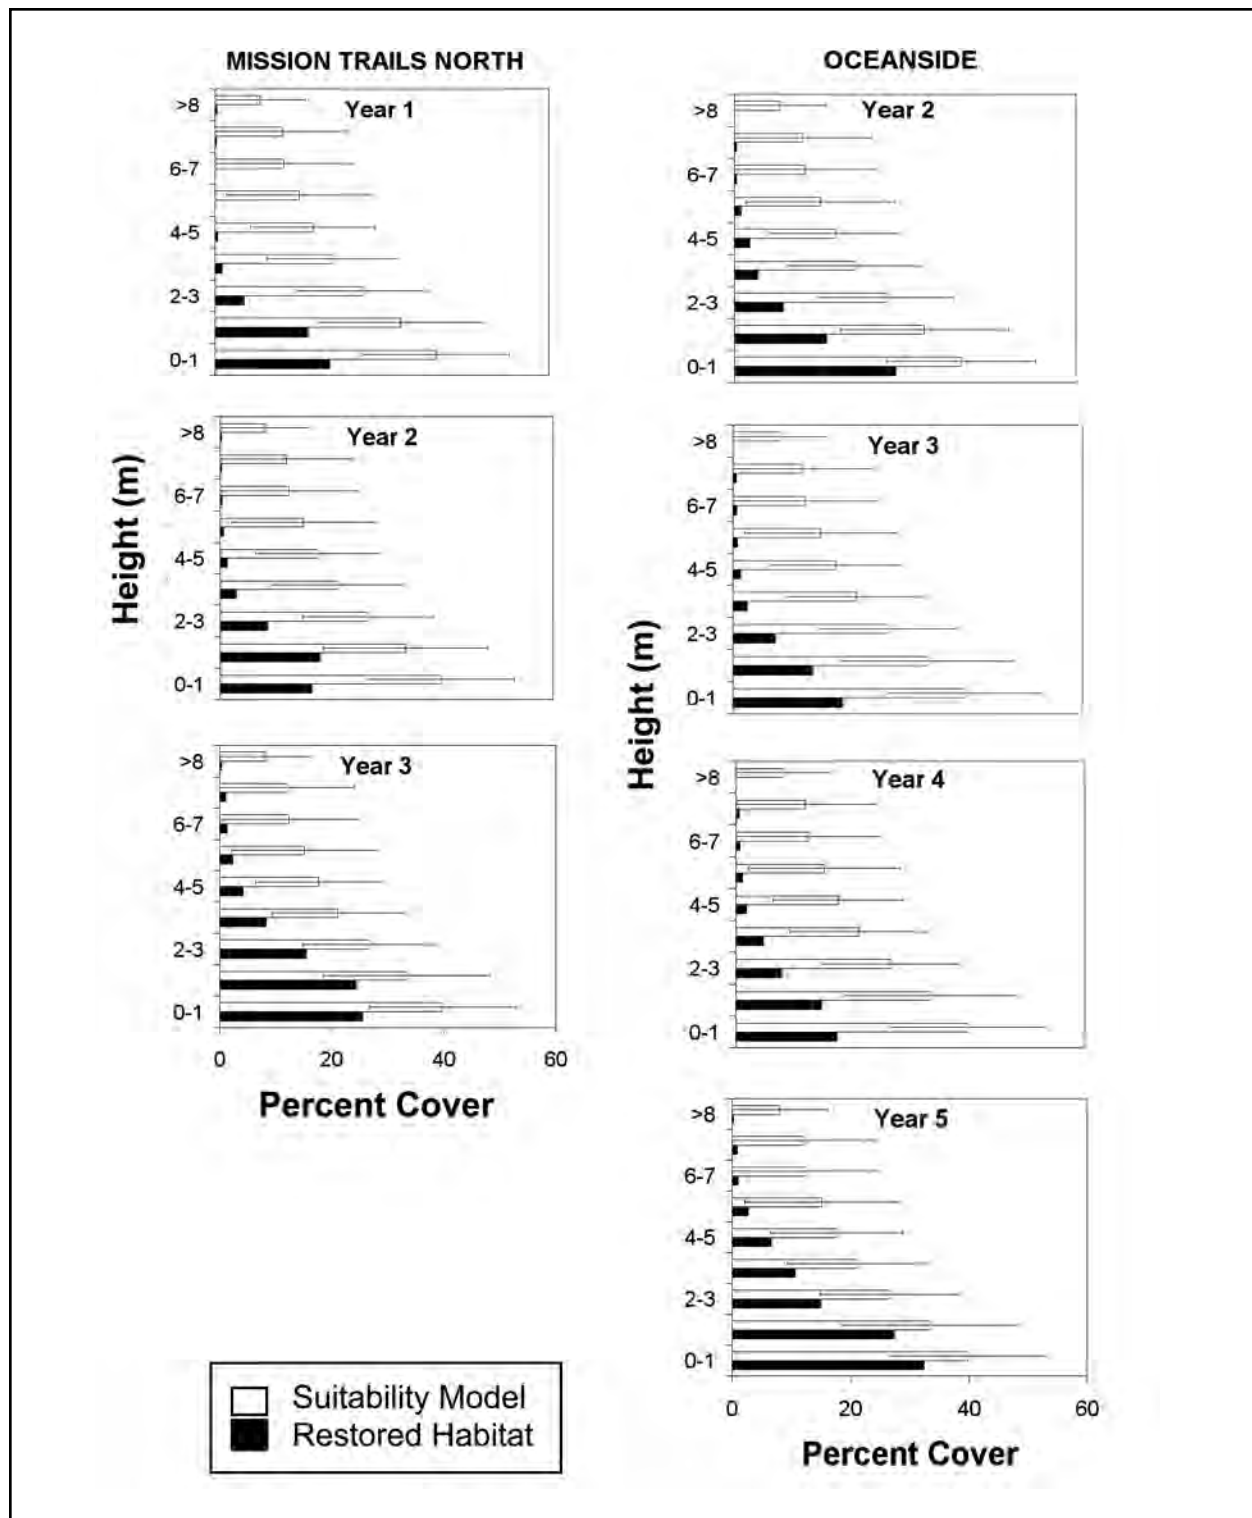 MISSION TRAILS NORTH
Year 1
>8
6-7
4-5
2-3
0-1
Year 2
>8
6-7
4-5
2-3
0-1
Year 3
>8
6-7
4-5
2-3
0-1
0 20 40 60
Height (m)
Percent Cover
OCEANSIDE
Year 2
>8
6-7
4-5
2-3
0-1
Year 3
>8
6-7
4-5
2-3
0-1
Year 4
>8
6-7
4-5
2-3
0-1
Year 5
>8
6-7
4-5
2-3
0-1
0 20 40 60
Height (m)
Percent Cover
Suitability Model
Restored Habitat